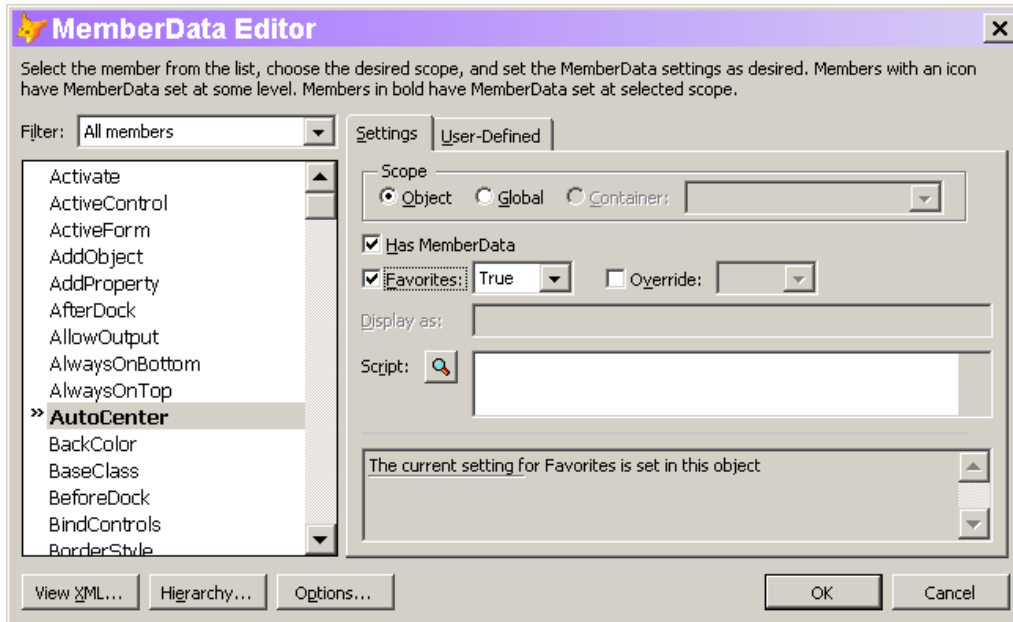 MemberData Editor
Select the member from the list, choose the desired scope, and set the MemberData settings as desired. Members with an icon
have MemberData set at some level. Members in bold have MemberData set at selected scope.
Filter: All members
Settings User-Defined
Activate
ActiveControl
ActiveForm
AddObject
AddProperty
AfterDock
AllowOutput
AlwaysOnBottom
AlwaysOnTop
» AutoCenter
BackColor
BaseClass
BeforeDock
BindControls
BorderStyle
Scope
Object Global Container:
Has MemberData
Favorites: True Override:
Display as:
Script:
The current setting for Favorites is set in this object
View XML... Hierarchy... Options... OK Cancel